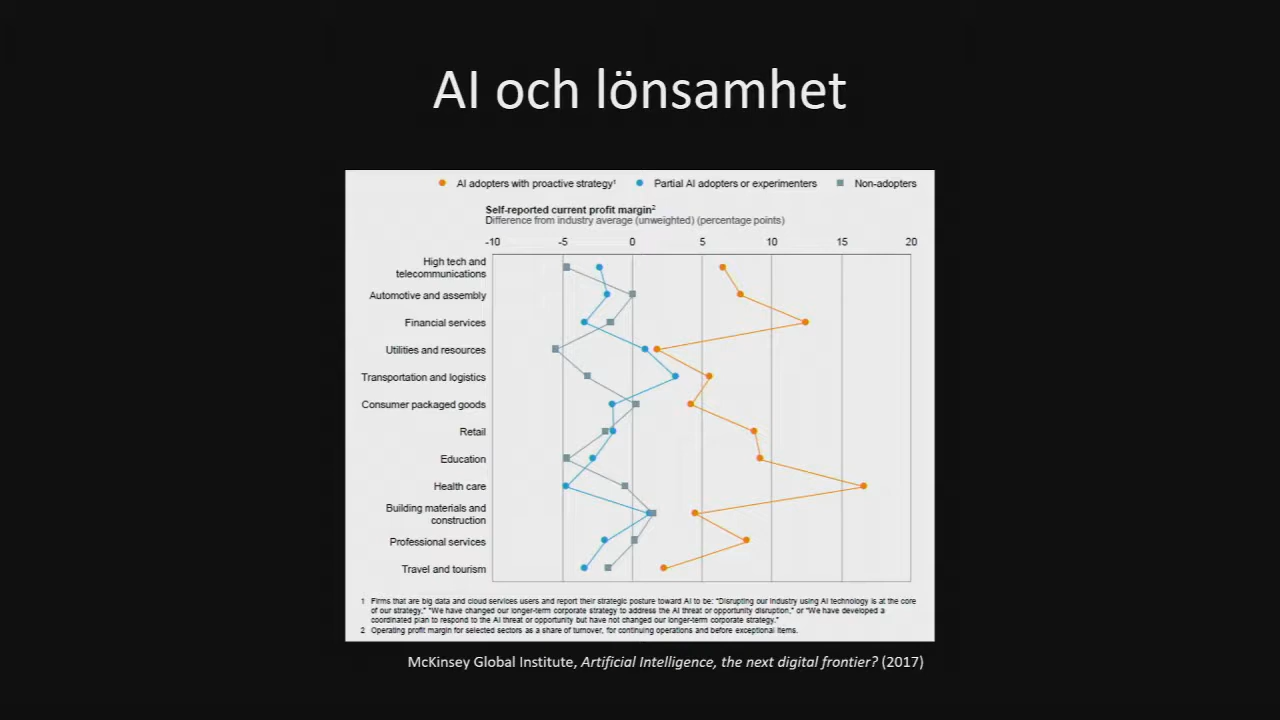 AI och lönsamhet
AI adopters with proactive strategy¹
Partial AI adopters or experimenters
Non-adopters
Self-reported current profit margin²
Difference from industry average (unweighted) (percentage points)
-10 -5 0 5 10 15 20
High tech and
telecommunications
Automotive and assembly
Financial services
Utilities and resources
Transportation and logistics
Consumer packaged goods
Retail
Education
Health care
Building materials and
construction
Professional services
Travel and tourism
1 Firms that are big data and cloud services users and report their strategic posture toward AI to be: "Disrupting our industry using AI technology is at the core
of our strategy," "We have changed our longer-term corporate strategy to address the AI threat or opportunity disruption," or "We have developed a
coordinated plan to respond to the AI threat or opportunity but have not changed our longer-term corporate strategy."
2 Operating profit margin for selected sectors as a share of turnover, for continuing operations and before exceptional items.
McKinsey Global Institute, Artificial Intelligence, the next digital frontier? (2017)